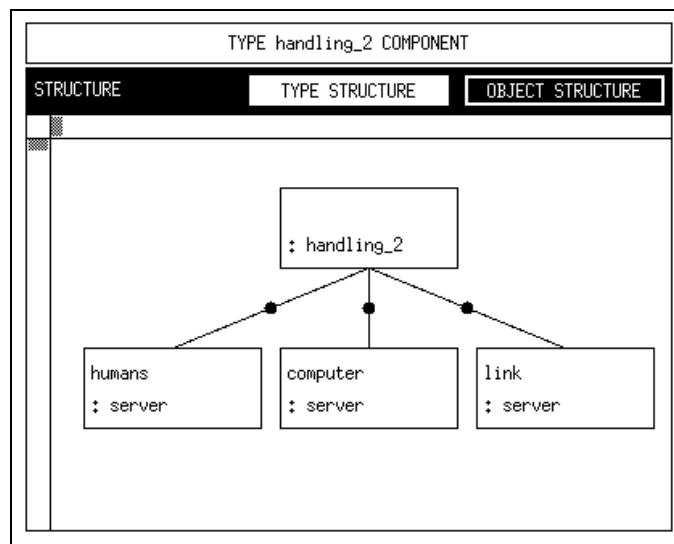 TYPE handling_2 COMPONENT
STRUCTURE TYPE STRUCTURE OBJECT STRUCTURE
: handling_2
humans
: server
computer
: server
link
: server